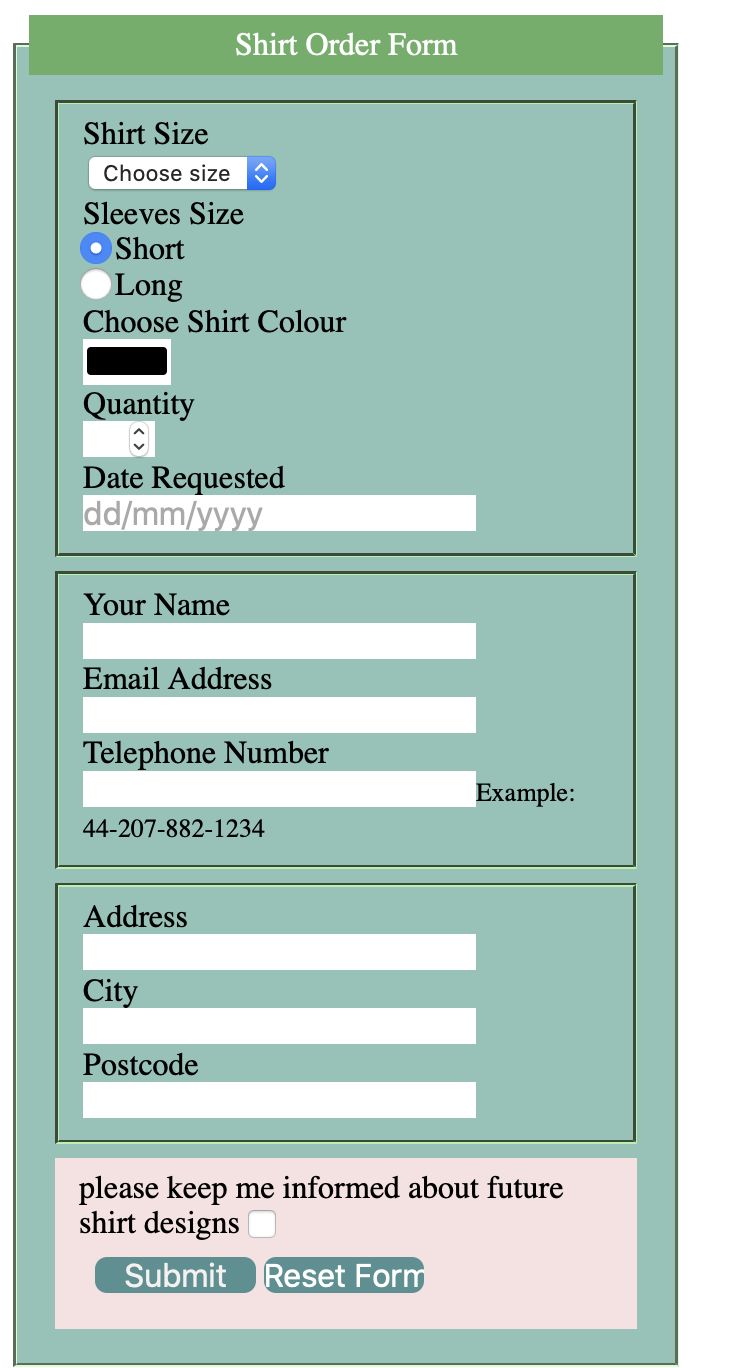 Shirt Order Form
Shirt Size
Choose size
Sleeves Size
Short
Long
Choose Shirt Colour
Quantity
Date Requested
dd/mm/yyyy
Your Name
Email Address
Telephone Number
Example:
44-207-882-1234
Address
City
Postcode
please keep me informed about future
shirt designs
Submit Reset Form